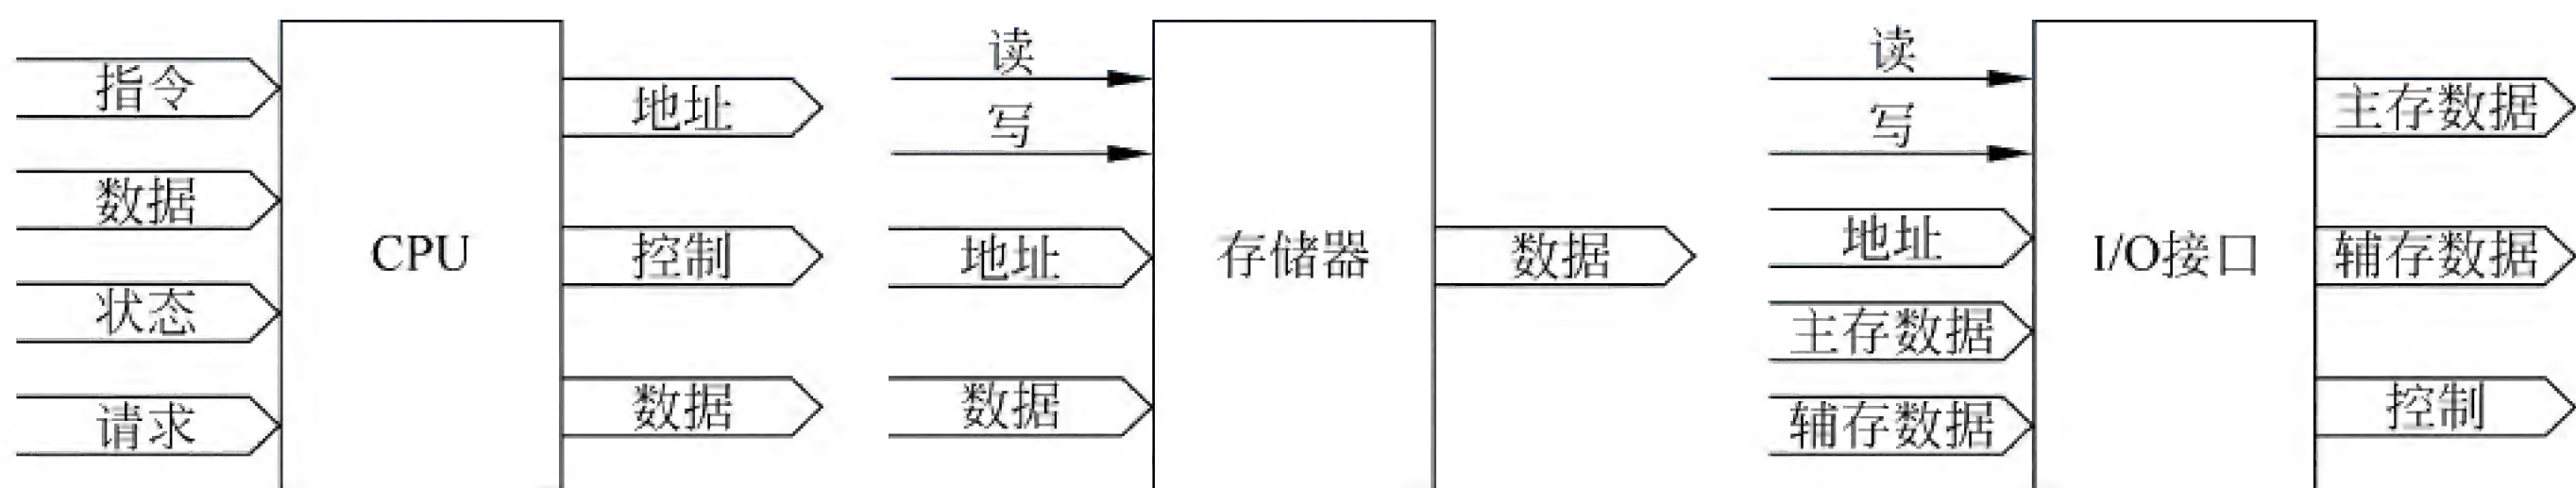 指令
数据
状态
请求
CPU
地址
控制
数据
读
写
地址
数据
存储器
数据
读
写
地址
主存数据
辅存数据
I/O接口
主存数据
辅存数据
控制